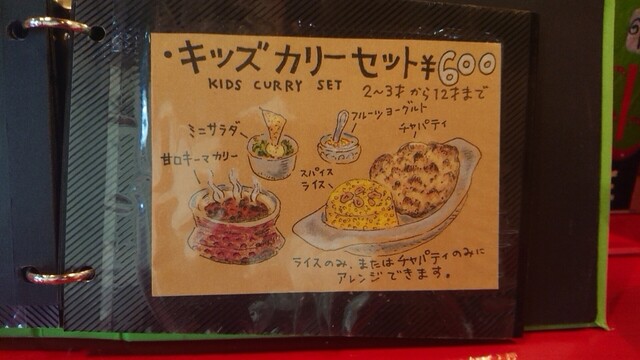 ・キッズカリーセット¥600
KIDS CURRY SET
2〜3才から12才まで
ミニサラダ
フルーツヨーグルト
チャパティ
甘口キーマカリー
スパイス
ライス
ライスのみ、またはチャパティのみに
アレンジできます。